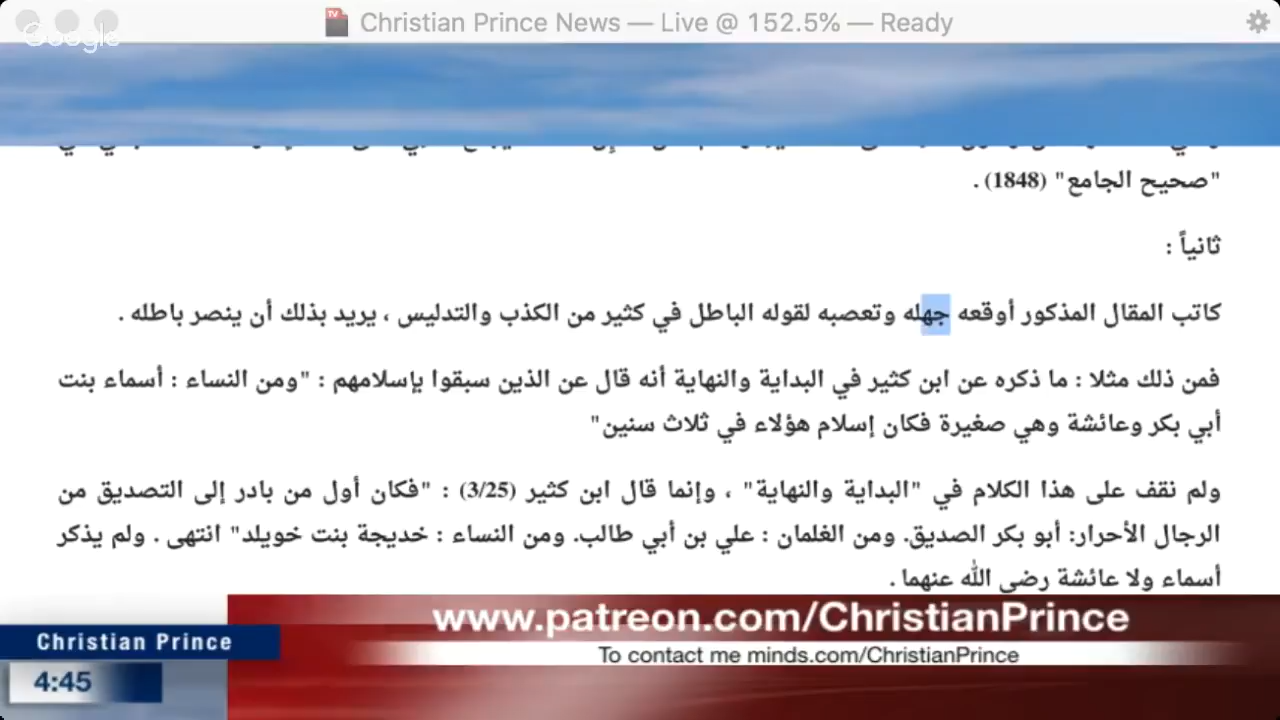 Christian Prince News — Live @ 152.5% — Ready
Google
"صحيح الجامع" (1848) .
ثانياً :
كاتب المقال المذكور أوقعه جهله وتعصبه لقوله الباطل في كثير من الكذب والتدليس ، يريد بذلك أن ينصر باطله .
فمن ذلك مثلا : ما ذكره عن ابن كثير في البداية والنهاية أنه قال عن الذين سبقوا بإسلامهم : "ومن النساء : أسماء بنت
أبي بكر وعائشة وهي صغيرة فكان إسلام هؤلاء في ثلاث سنين"
ولم نقف على هذا الكلام في "البداية والنهاية" ، وإنما قال ابن كثير (3/25) : "فكان أول من بادر إلى التصديق من
الرجال الأحرار: أبو بكر الصديق. ومن الغلمان : علي بن أبي طالب. ومن النساء : خديجة بنت خويلد" انتهى . ولم يذكر
أسماء ولا عائشة رضي الله عنهما .
www.patreon.com/ChristianPrince
Christian Prince
To contact me minds.com/ChristianPrince
4:45